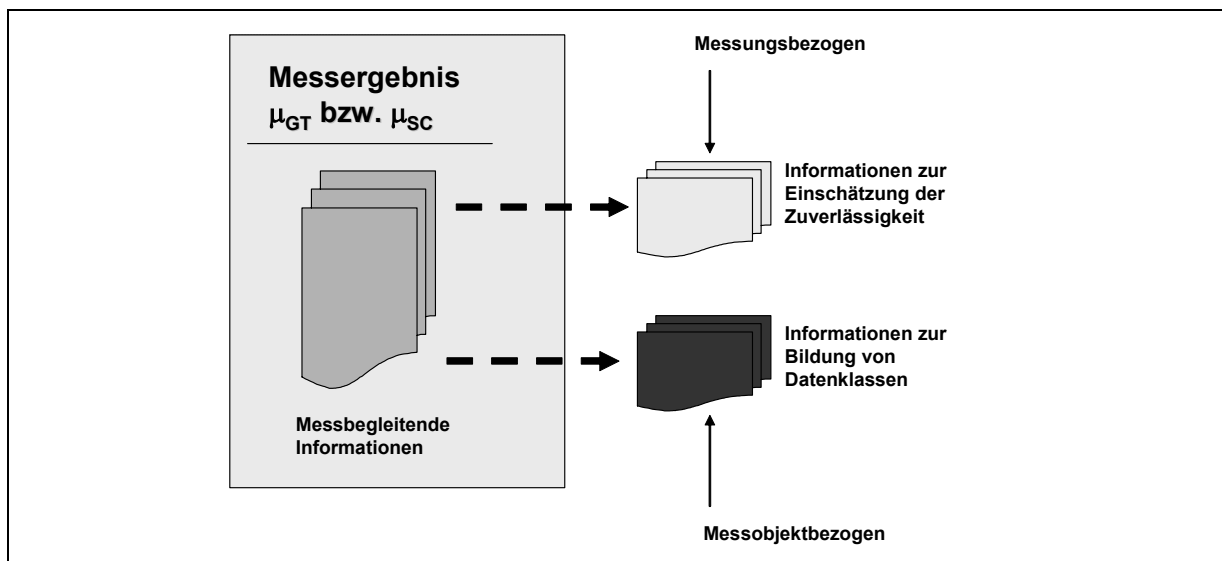 Messergebnis
μGT bzw. μSC
Messbegleitende
Informationen
Messungsbezogen
Informationen zur
Einschätzung der
Zuverlässigkeit
Informationen zur
Bildung von
Datenklassen
Messobjektbezogen